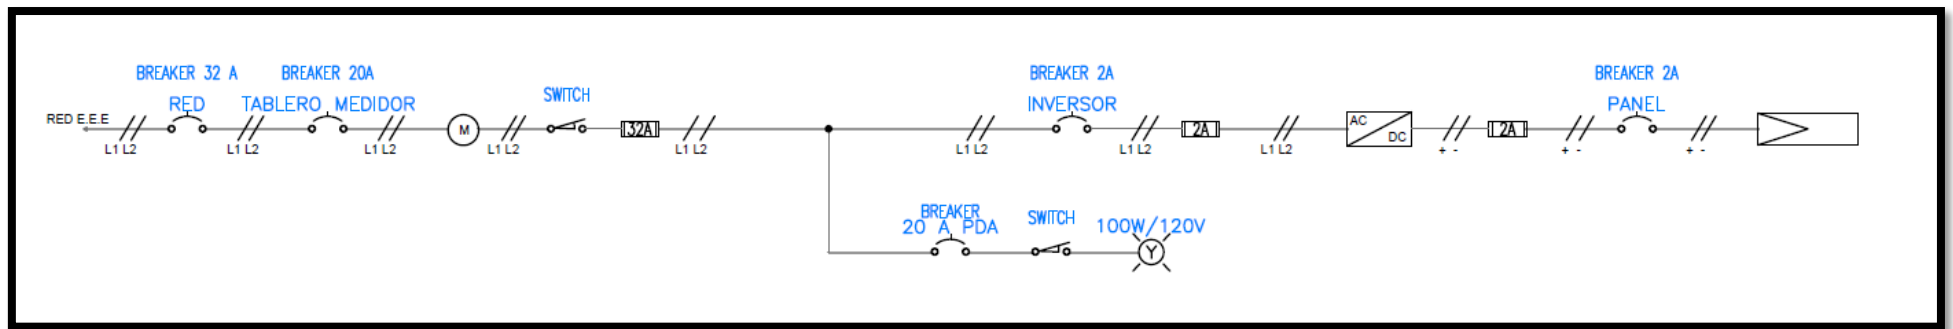 BREAKER 32 A BREAKER 20A BREAKER 2A BREAKER 2A
RED TABLERO MEDIDOR SWITCH INVERSOR PANEL
RED E.E.E M 32A 2A AC DC 2A
L1 L2 L1 L2 L1 L2 L1 L2 L1 L2 L1 L2 L1 L2 L1 L2 + - + - + -
BREAKER SWITCH 100W/120V
20 A PDA
Y